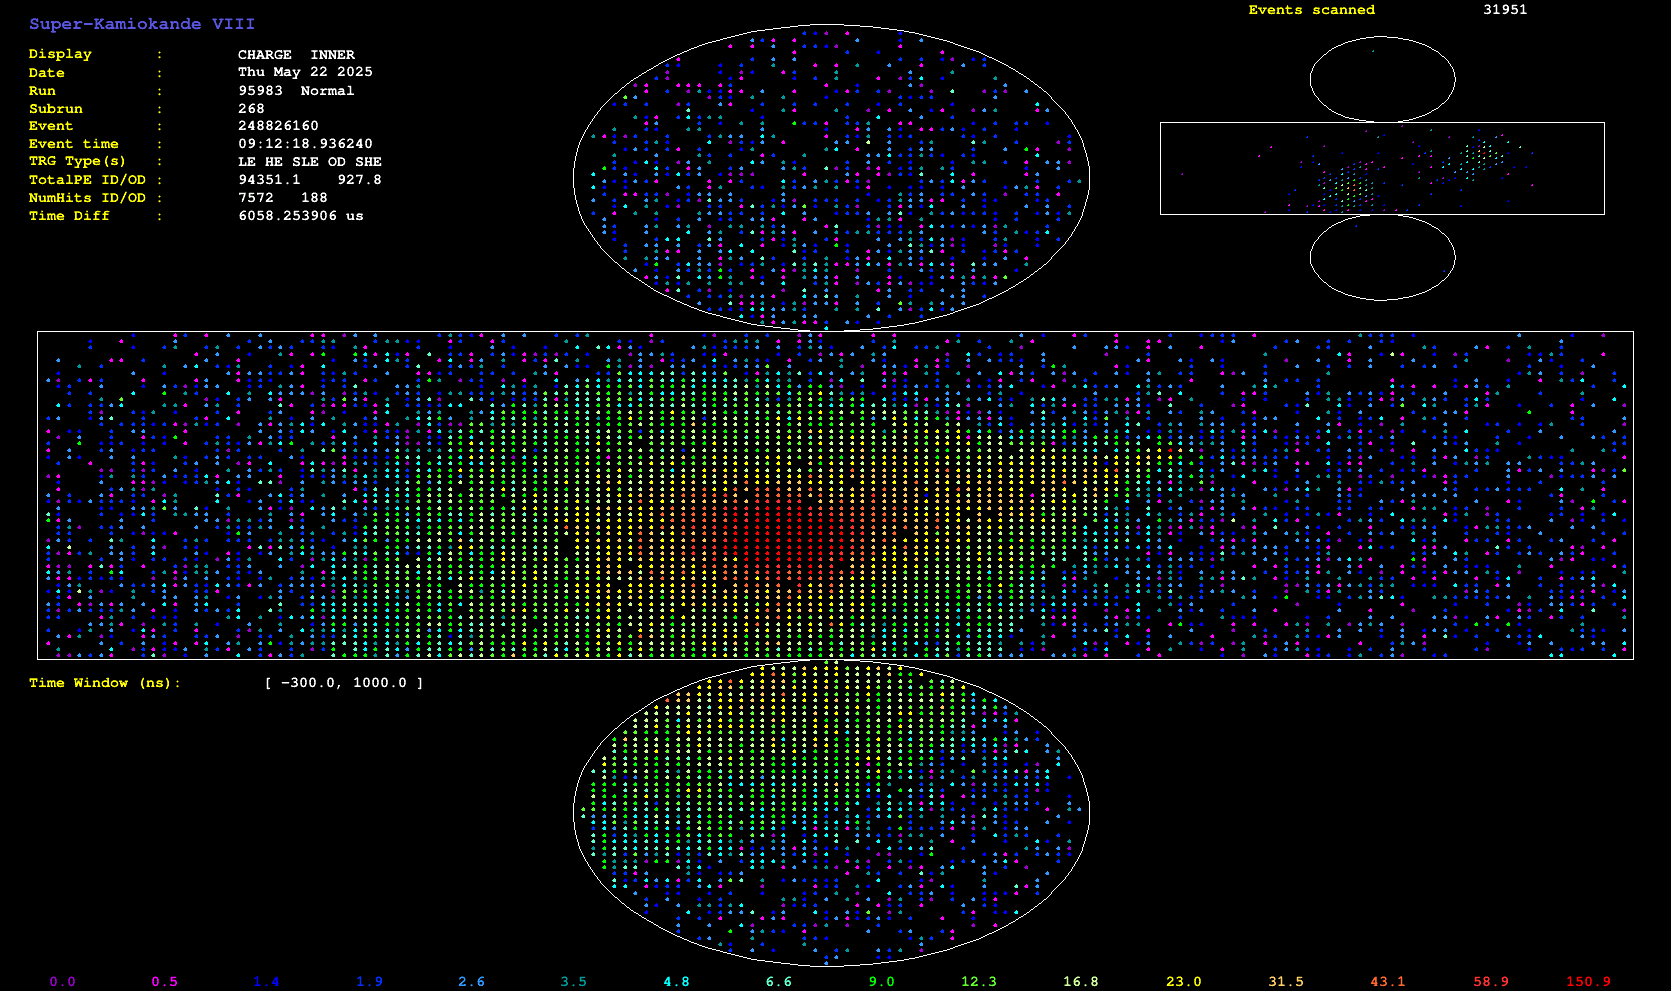 Super-Kamiokande VIII
Events scanned 31951
Display : CHARGE INNER
Date : Thu May 22 2025
Run : 95983 Normal
Subrun : 268
Event : 248826160
Event time : 09:12:18.936240
TRG Type(s) : LE HE SLE OD SHE
TotalPE ID/OD : 94351.1 927.8
NumHits ID/OD : 7572 188
Time Diff : 6058.253906 us
Time Window (ns): [ -300.0, 1000.0 ]
0.0 0.5 1.4 1.9 2.6 3.5 4.8 6.6 9.0 12.3 16.8 23.0 31.5 43.1 58.9 150.9